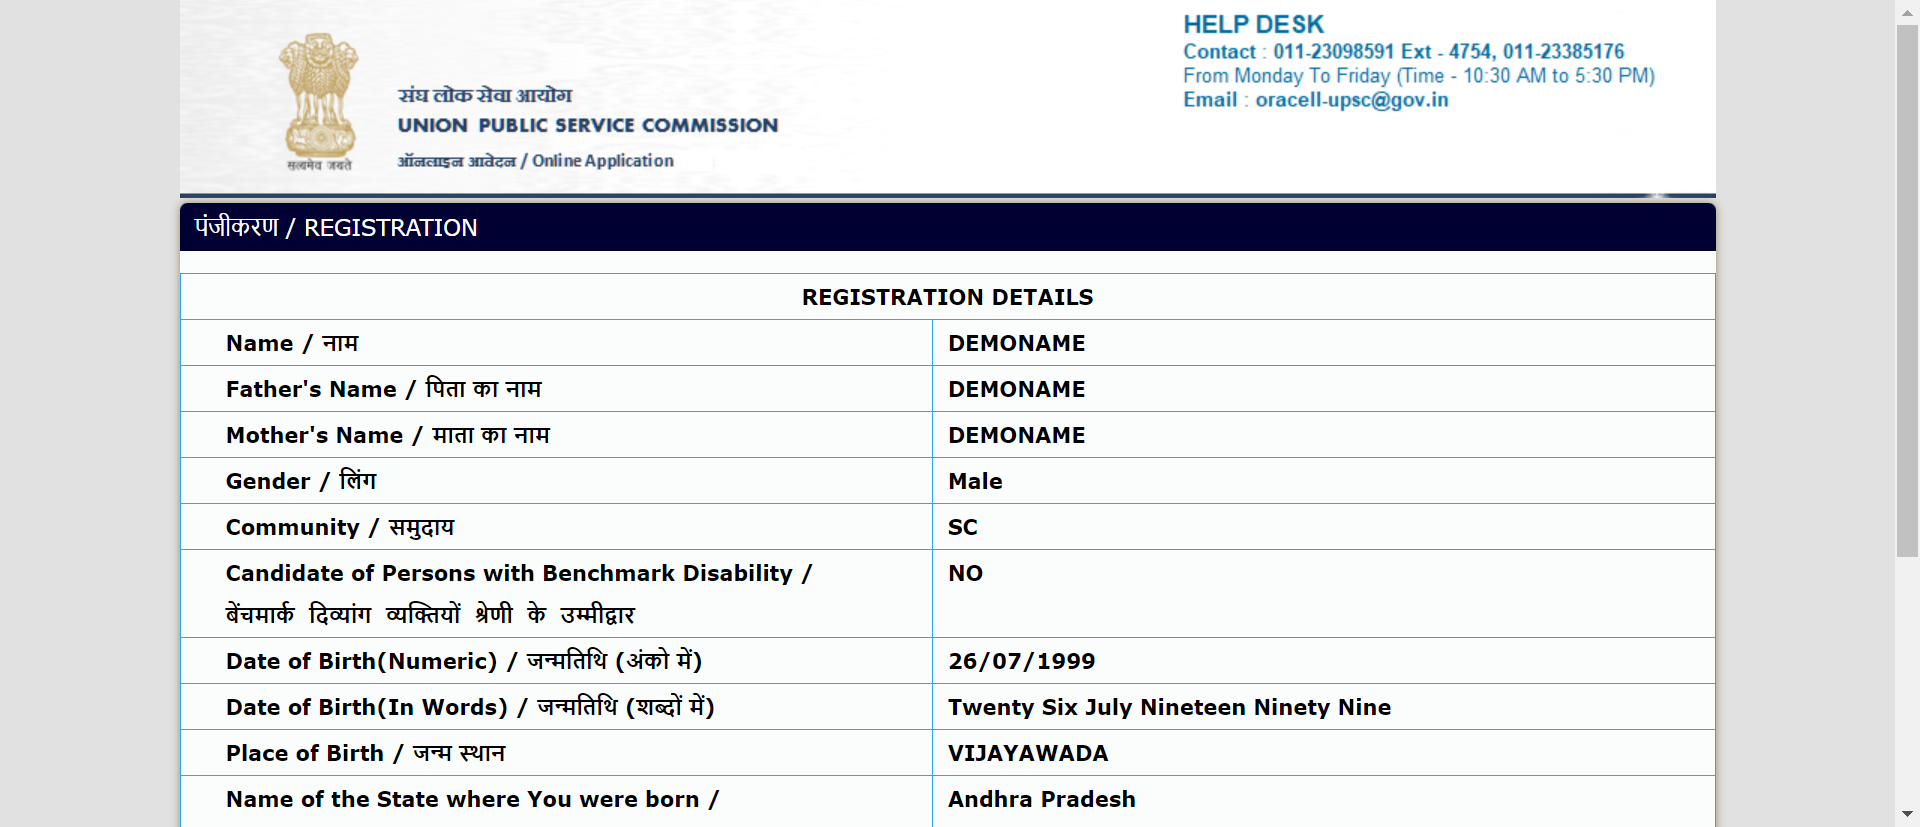 HELP DESK
Contact : 011-23098591 Ext - 4754, 011-23385176
From Monday To Friday (Time - 10:30 AM to 5:30 PM)
Email : oracell-upsc@gov.in
सत्यमेव जयते
संघ लोक सेवा आयोग
UNION PUBLIC SERVICE COMMISSION
ऑनलाइन आवेदन / Online Application
पंजीकरण / REGISTRATION
REGISTRATION DETAILS
Name / नाम DEMONAME
Father's Name / पिता का नाम DEMONAME
Mother's Name / माता का नाम DEMONAME
Gender / लिंग Male
Community / समुदाय SC
Candidate of Persons with Benchmark Disability / NO
बेंचमार्क दिव्यांग व्यक्तियों श्रेणी के उम्मीद्वार
Date of Birth(Numeric) / जन्मतिथि (अंको में) 26/07/1999
Date of Birth(In Words) / जन्मतिथि (शब्दों में) Twenty Six July Nineteen Ninety Nine
Place of Birth / जन्म स्थान VIJAYAWADA
Name of the State where You were born / Andhra Pradesh